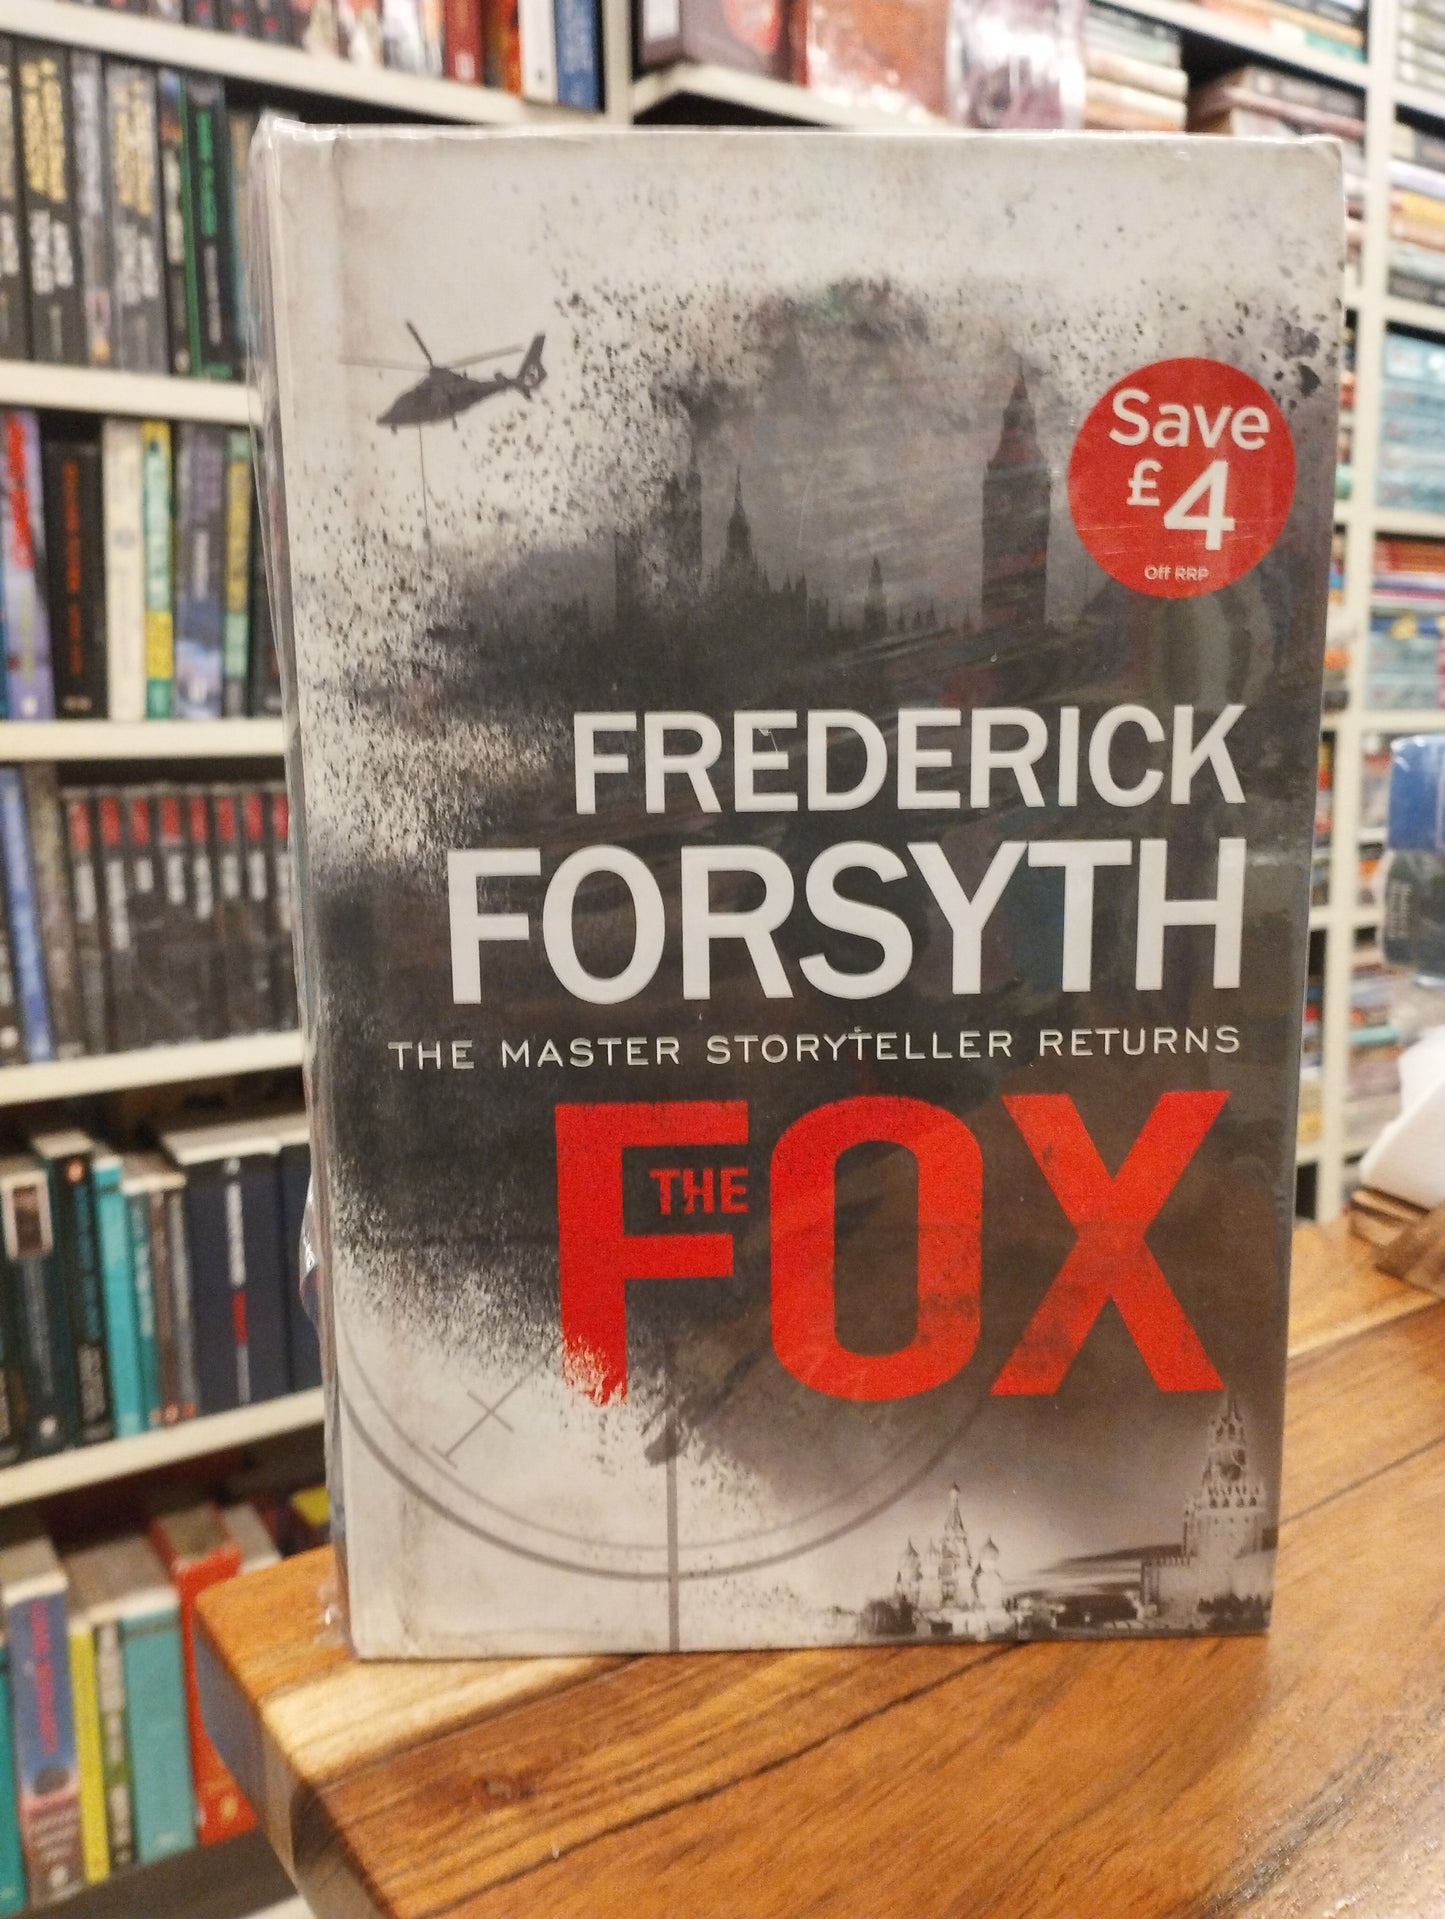 Save
£4
Off RRP
FREDERICK
FORSYTH
THE MASTER STORYTELLER RETURNS
THE
FOX